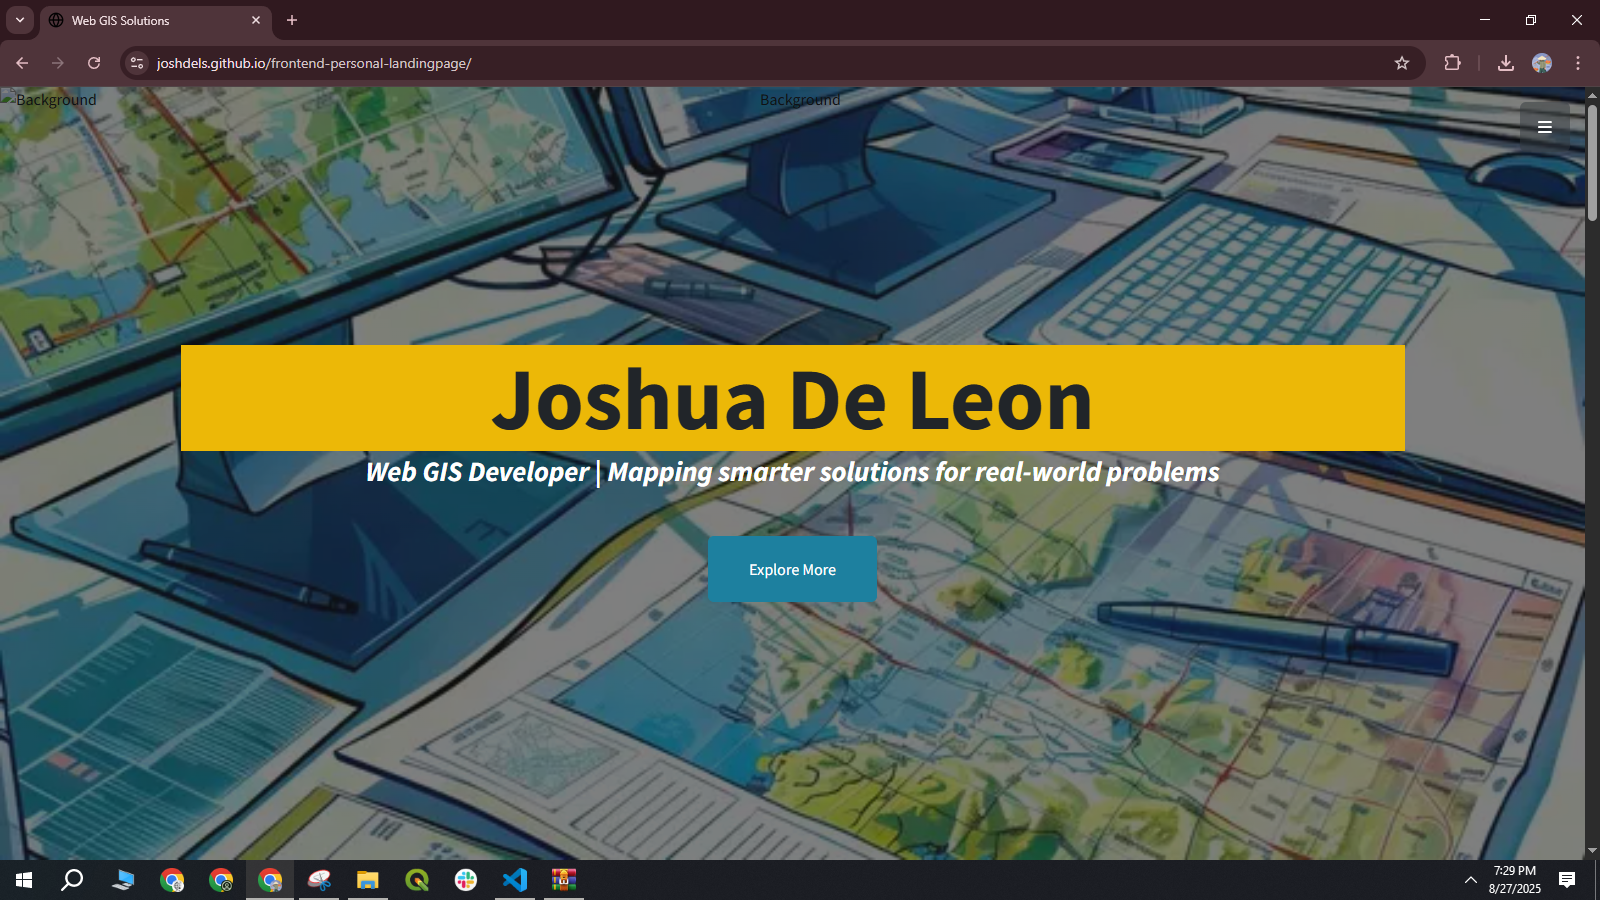 Web GIS Solutions
joshdels.github.io/frontend-personal-landingpage/
Background
Background
Joshua De Leon
Web GIS Developer | Mapping smarter solutions for real-world problems
Explore More
7:29 PM
8/27/2025